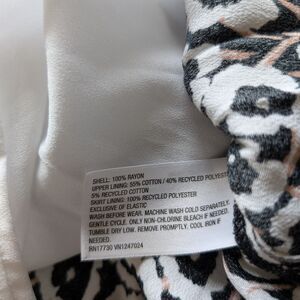 SHELL: 100% RAYON
UPPER LINING: 55% COTTON / 40% RECYCLED POLYESTER
5% RECYCLED COTTON
SKIRT LINING: 100% RECYCLED POLYESTER
EXCLUSIVE OF ELASTIC
WASH BEFORE WEAR. MACHINE WASH COLD SEPARATELY.
GENTLE CYCLE. ONLY NON-CHLORINE BLEACH IF NEEDED.
TUMBLE DRY LOW. REMOVE PROMPTLY. COOL IRON IF
NEEDED.
RN17730 VN1247024